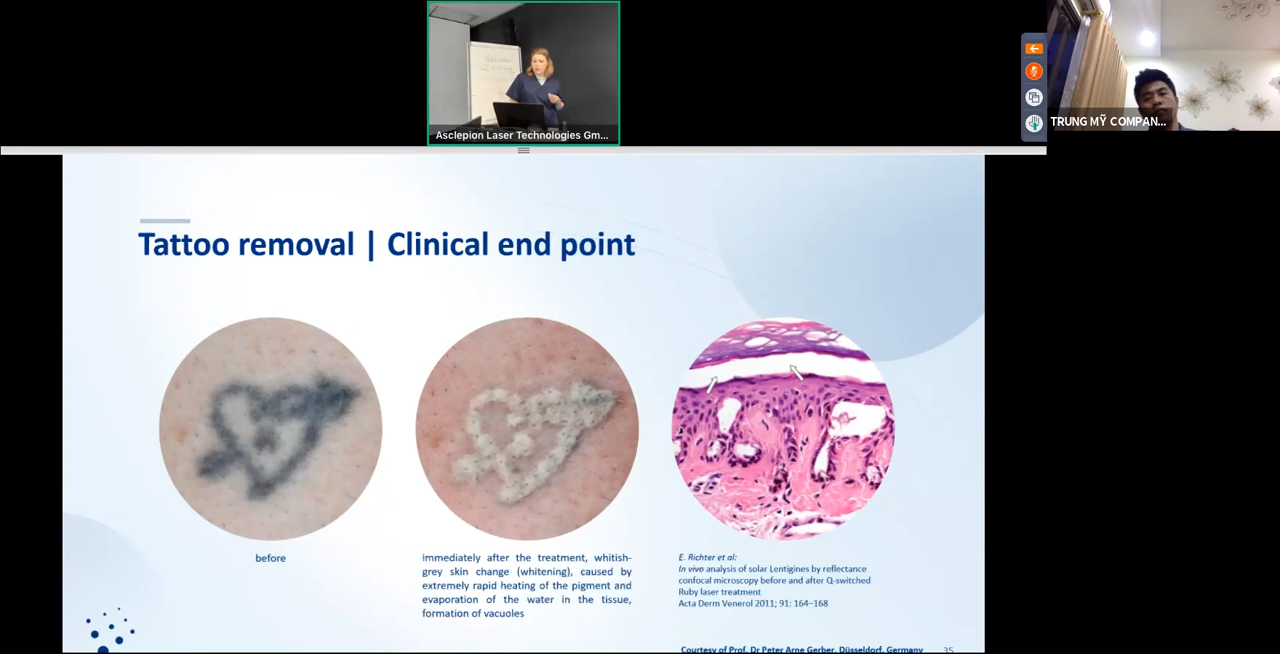 Asclepion Laser Technologies Gm...
TRUNG MỸ COMPAN...
Tattoo removal | Clinical end point
before
immediately after the treatment, whitish-
grey skin change (whitening), caused by
extremely rapid heating of the pigment and
evaporation of the water in the tissue,
formation of vacuoles
E. Richter et al:
In vivo analysis of solar Lentigines by reflectance
confocal microscopy before and after Q-switched
Ruby laser treatment
Acta Derm Venerol 2011; 91: 164–168
Courtesy of Prof. Dr Peter Arne Gerber, Düsseldorf, Germany
35